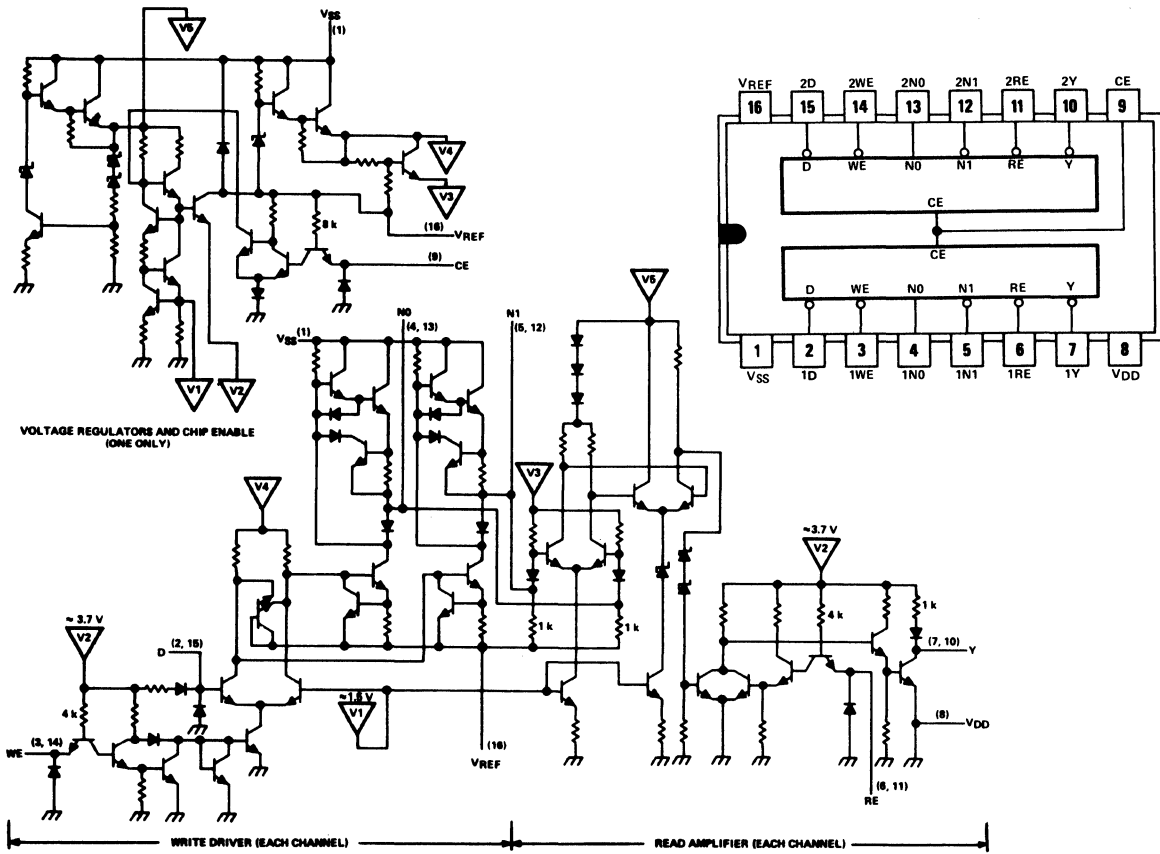 V5
VSS
(1)
V4
V3
(16)
VREF
8 k
(9)
CE
V1
V2
VOLTAGE REGULATORS AND CHIP ENABLE
(ONE ONLY)
VREF 2D 2WE 2N0 2N1 2RE 2Y CE
16 15 14 13 12 11 10 9
D WE N0 N1 RE Y
CE
CE
D WE N0 N1 RE Y
1 2 3 4 5 6 7 8
VSS 1D 1WE 1N0 1N1 1RE 1Y VDD
N0
(4, 13)
N1
(5, 12)
VSS (1)
V5
V3
V4
≈3.7 V
V2
1 k
1 k
4 k
1 k
(7, 10)
Y
≈ 3.7 V
V2
D (2, 15)
4 k
WE (3, 14)
≈1.5 V
V1
(16)
VREF
(8)
VDD
(6, 11)
RE
WRITE DRIVER (EACH CHANNEL)
READ AMPLIFIER (EACH CHANNEL)